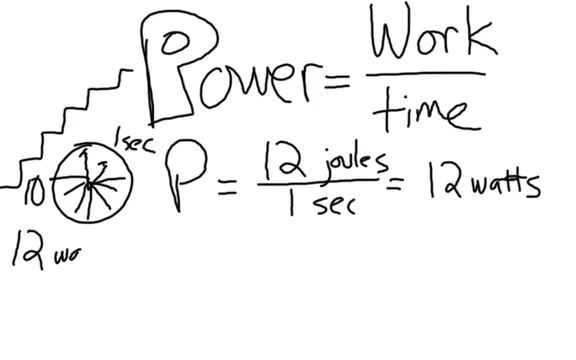 Power = Work / time
1 sec
10
P = 12 joules / 1 sec = 12 watts
12 wa